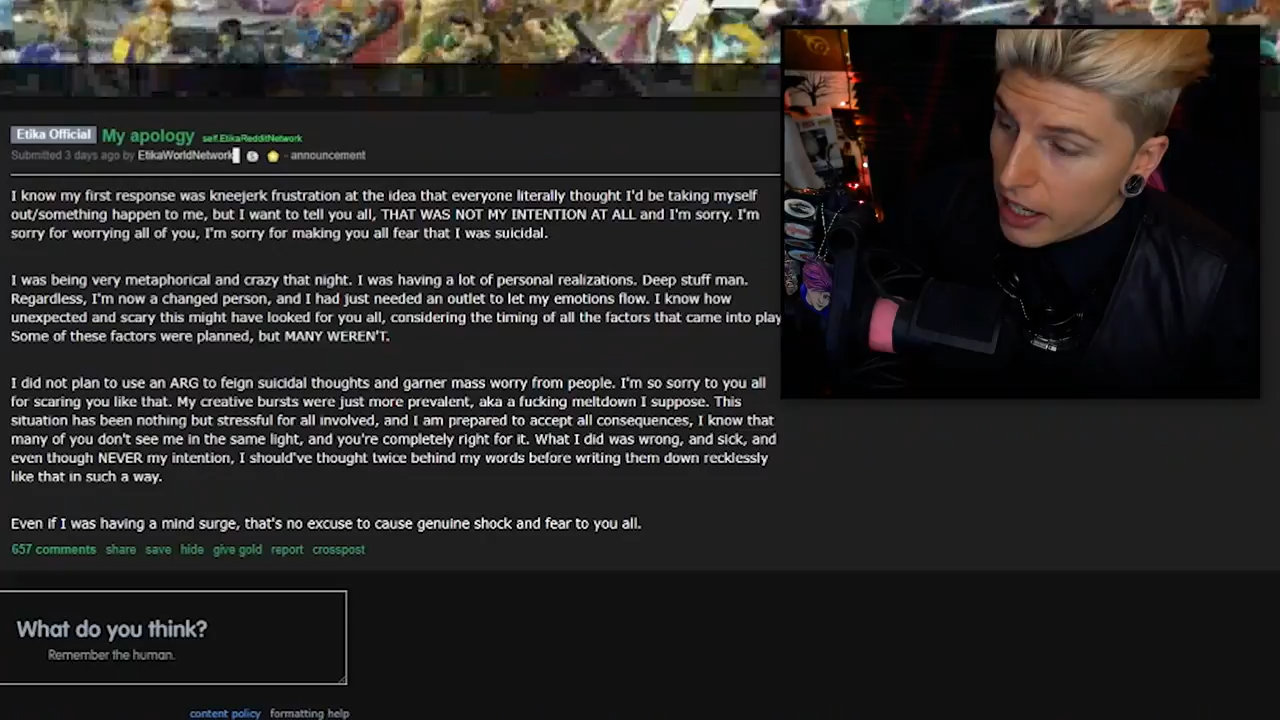 Etika Official My apology self.EtikaRedditNetwork
Submitted 3 days ago by EtikaWorldNetwork - announcement
I know my first response was kneejerk frustration at the idea that everyone literally thought I'd be taking myself
out/something happen to me, but I want to tell you all, THAT WAS NOT MY INTENTION AT ALL and I'm sorry. I'm
sorry for worrying all of you, I'm sorry for making you all fear that I was suicidal.
I was being very metaphorical and crazy that night. I was having a lot of personal realizations. Deep stuff man.
Regardless, I'm now a changed person, and I had just needed an outlet to let my emotions flow. I know how
unexpected and scary this might have looked for you all, considering the timing of all the factors that came into play
Some of these factors were planned, but MANY WEREN'T.
I did not plan to use an ARG to feign suicidal thoughts and garner mass worry from people. I'm so sorry to you all
for scaring you like that. My creative bursts were just more prevalent, aka a fucking meltdown I suppose. This
situation has been nothing but stressful for all involved, and I am prepared to accept all consequences, I know that
many of you don't see me in the same light, and you're completely right for it. What I did was wrong, and sick, and
even though NEVER my intention, I should've thought twice behind my words before writing them down recklessly
like that in such a way.
Even if I was having a mind surge, that's no excuse to cause genuine shock and fear to you all.
657 comments share save hide give gold report crosspost
What do you think?
Remember the human.
content policy formatting help